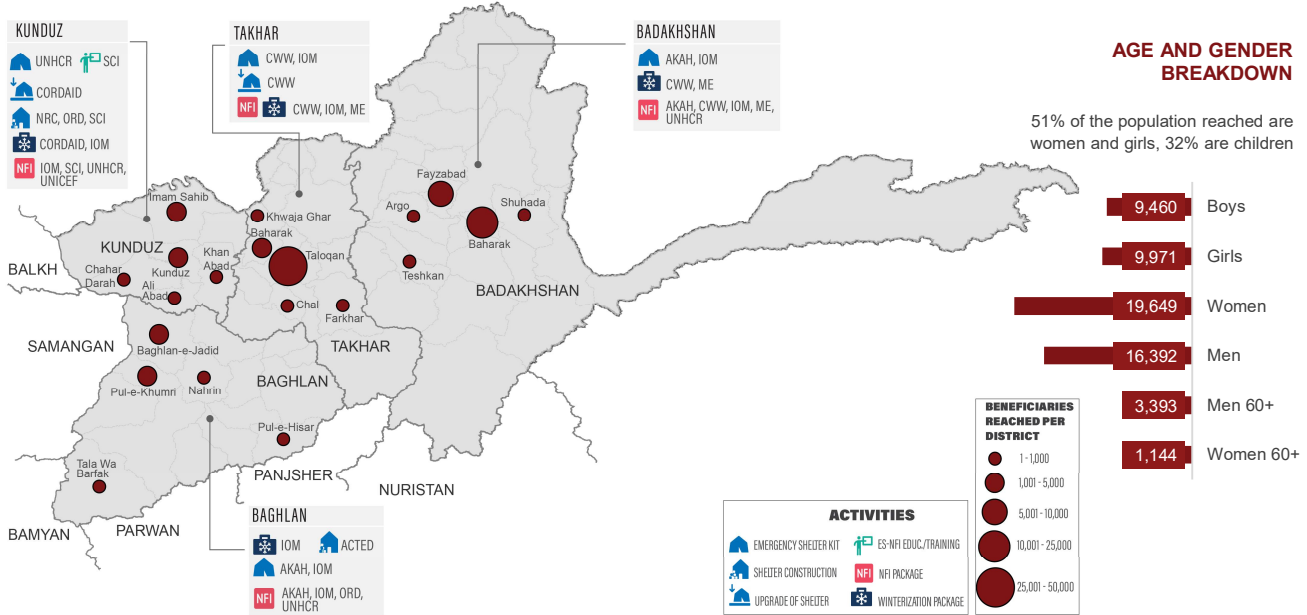 KUNDUZ
UNHCR SCI
CORDAID
NRC, ORD, SCI
CORDAID, IOM
NFI IOM, SCI, UNHCR,
UNICEF
TAKHAR
CWW, IOM
CWW
NFI CWW, IOM, ME
BADAKHSHAN
AKAH, IOM
CWW, ME
NFI AKAH, CWW, IOM, ME,
UNHCR
AGE AND GENDER
BREAKDOWN
51% of the population reached are
women and girls, 32% are children
9,460 Boys
9,971 Girls
19,649 Women
16,392 Men
3,393 Men 60+
1,144 Women 60+
Fayzabad
Argo
Shuhada
Baharak
Teshkan
BADAKHSHAN
Imam Sahib
Khwaja Ghar
Baharak
Taloqan
KUNDUZ
Khan
Abad
Kunduz
Chahar
Darah
Ali
Abad
Chal
Farkhar
BALKH
TAKHAR
SAMANGAN
Baghlan-e-Jadid
BAGHLAN
Pul-e-Khumri
Nahrin
Pul-e-Hisar
Tala Wa
Barfak
PANJSHER
NURISTAN
BAMYAN
PARWAN
BAGHLAN
IOM ACTED
AKAH, IOM
NFI AKAH, IOM, ORD,
UNHCR
ACTIVITIES
EMERGENCY SHELTER KIT
ES-NFI EDUC./TRAINING
SHELTER CONSTRUCTION
NFI NFI PACKAGE
UPGRADE OF SHELTER
WINTERIZATION PACKAGE
BENEFICIARIES
REACHED PER
DISTRICT
1 - 1,000
1,001 - 5,000
5,001 - 10,000
10,001 - 25,000
25,001 - 50,000